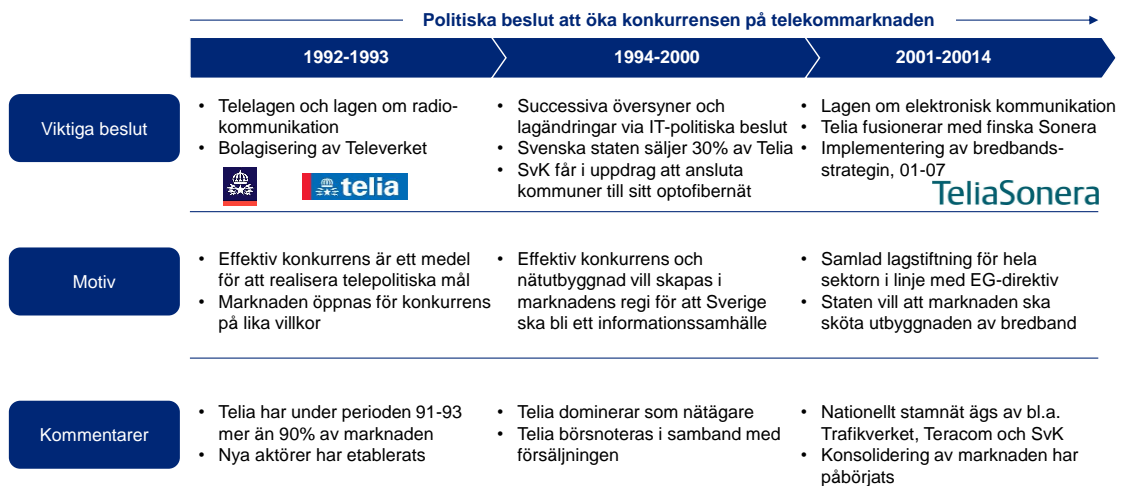 Politiska beslut att öka konkurrensen på telekommarknaden
1992-1993
1994-2000
2001-20014
Viktiga beslut
• Telelagen och lagen om radio-
kommunikation
• Bolagisering av Televerket
telia
• Successiva översyner och
lagändringar via IT-politiska beslut
• Svenska staten säljer 30% av Telia
• SvK får i uppdrag att ansluta
kommuner till sitt optofibernät
• Lagen om elektronisk kommunikation
• Telia fusionerar med finska Sonera
• Implementering av bredbands-
strategin, 01-07
TeliaSonera
Motiv
• Effektiv konkurrens är ett medel
för att realisera telepolitiska mål
• Marknaden öppnas för konkurrens
på lika villkor
• Effektiv konkurrens och
nätutbyggnad vill skapas i
marknadens regi för att Sverige
ska bli ett informationssamhälle
• Samlad lagstiftning för hela
sektorn i linje med EG-direktiv
• Staten vill att marknaden ska
sköta utbyggnaden av bredband
Kommentarer
• Telia har under perioden 91-93
mer än 90% av marknaden
• Nya aktörer har etablerats
• Telia dominerar som nätägare
• Telia börsnoteras i samband med
försäljningen
• Nationellt stamnät ägs av bl.a.
Trafikverket, Teracom och SvK
• Konsolidering av marknaden har
påbörjats